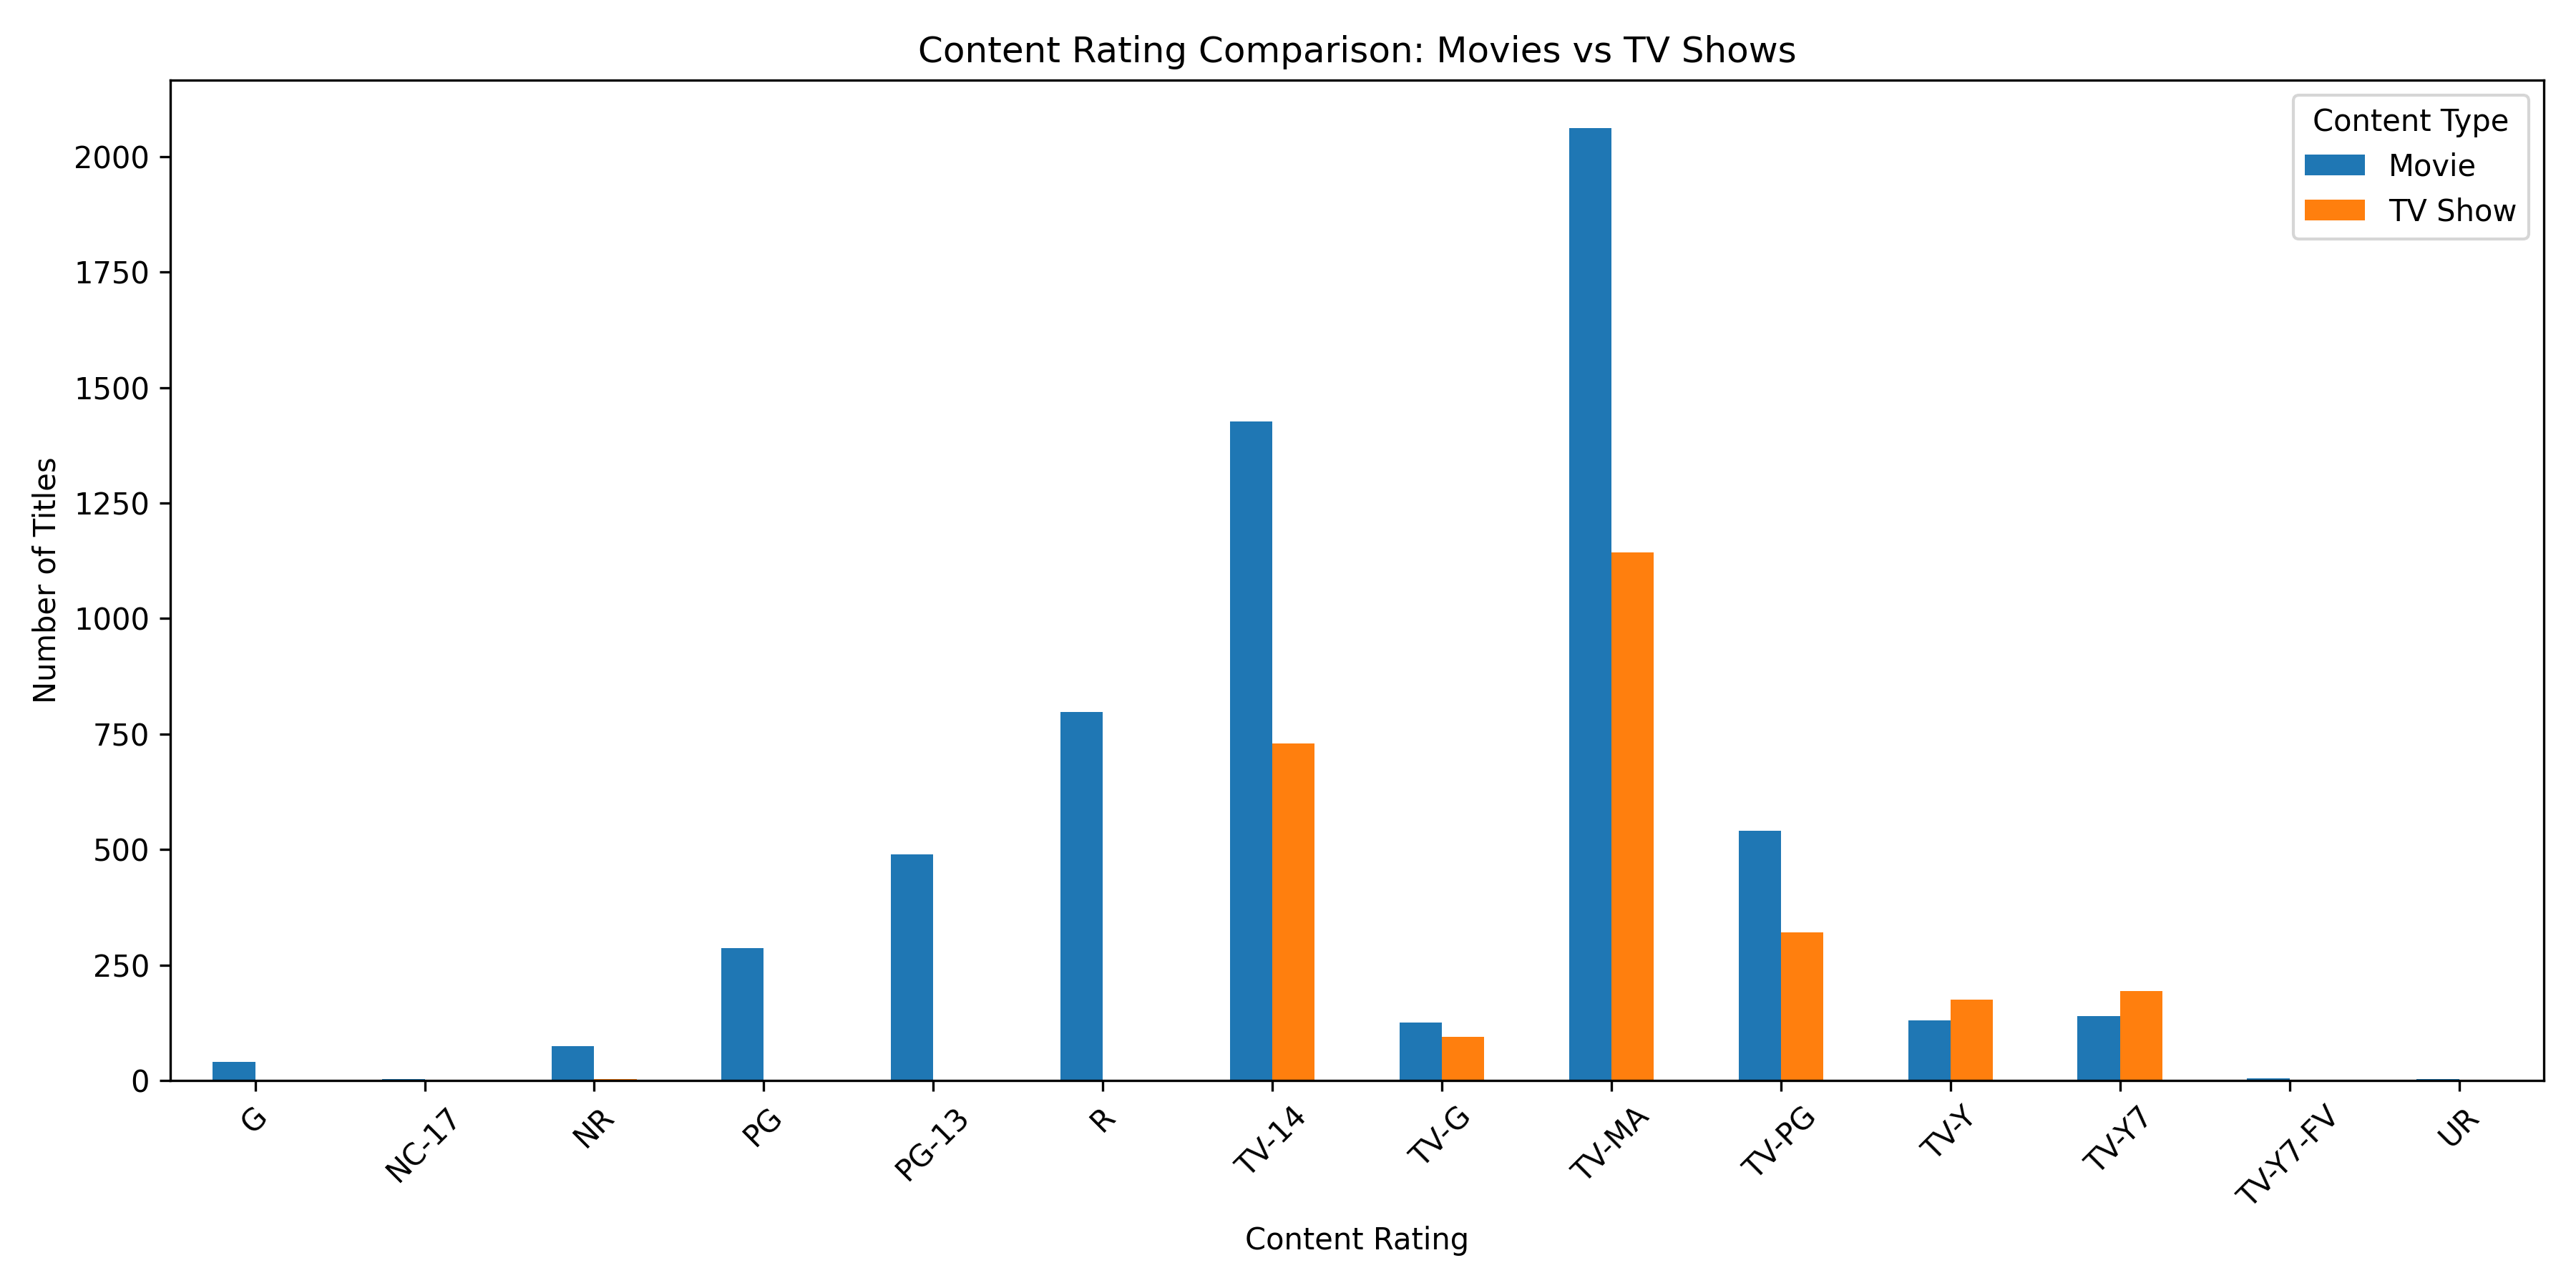 Content Rating Comparison: Movies vs TV Shows
Content Type
Movie
TV Show
2000
1750
1500
1250
1000
750
500
250
0
Number of Titles
G
NC-17
NR
PG
PG-13
R
TV-14
TV-G
TV-MA
TV-PG
TV-Y
TV-Y7
TV-Y7-FV
UR
Content Rating